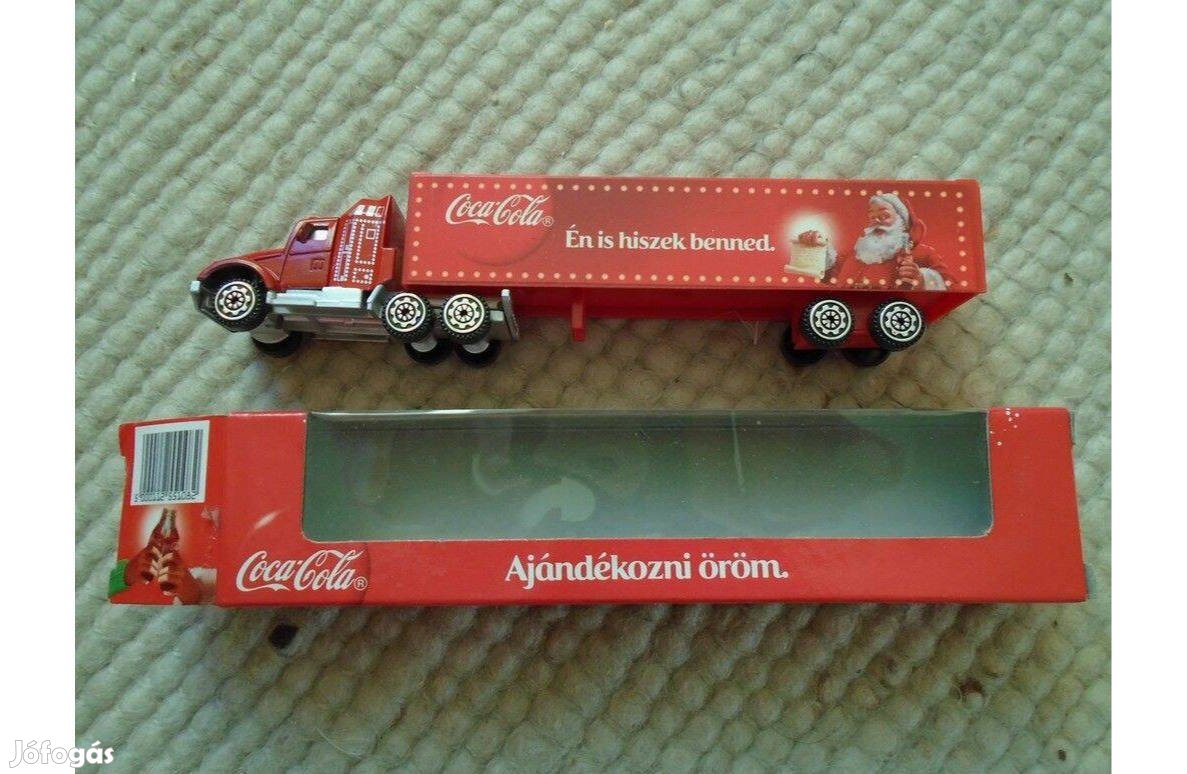 Coca-Cola®
Én is hiszek benned.
Coca-Cola®
Ajándékozni öröm.
Jófogás